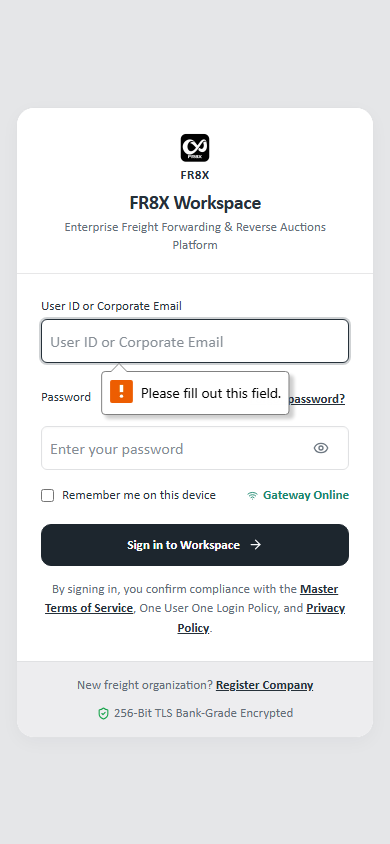 FR8X
FR8X
FR8X Workspace
Enterprise Freight Forwarding & Reverse Auctions
Platform
User ID or Corporate Email
User ID or Corporate Email
Please fill out this field.
Password
password?
Enter your password
Remember me on this device
Gateway Online
Sign in to Workspace
By signing in, you confirm compliance with the Master
Terms of Service, One User One Login Policy, and Privacy
Policy.
New freight organization? Register Company
256-Bit TLS Bank-Grade Encrypted